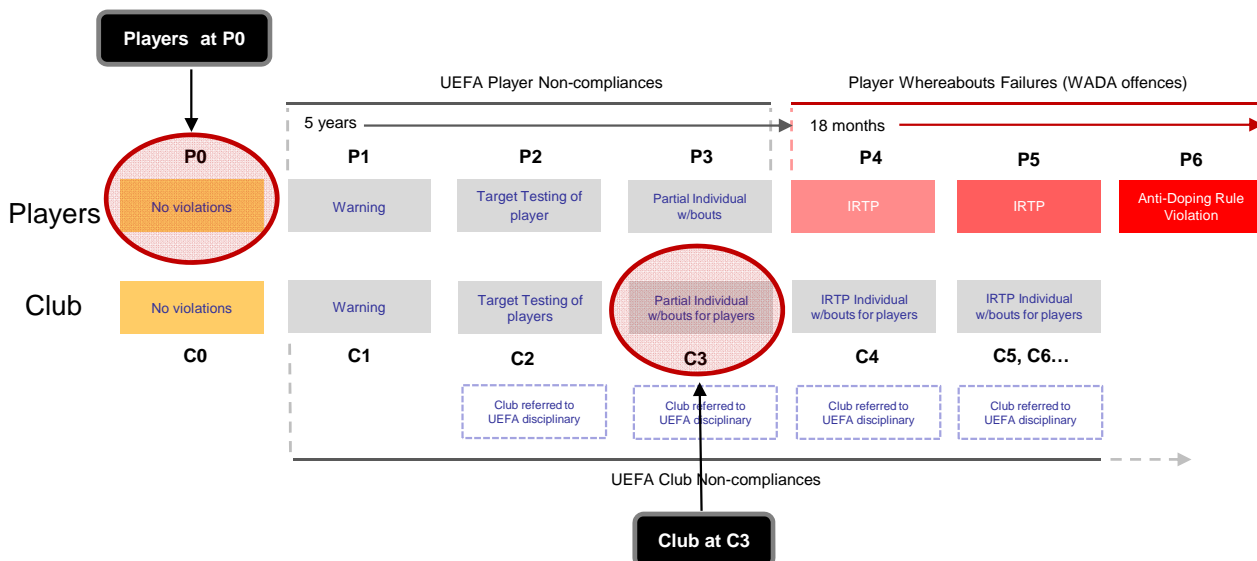 Players at P0
UEFA Player Non-compliances
Player Whereabouts Failures (WADA offences)
5 years
18 months
P0
P1
P2
P3
P4
P5
P6
Players
No violations
Warning
Target Testing of
player
Partial Individual
w/bouts
IRTP
IRTP
Anti-Doping Rule
Violation
Club
No violations
Warning
Target Testing of
players
Partial Individual
w/bouts for players
IRTP Individual
w/bouts for players
IRTP Individual
w/bouts for players
C0
C1
C2
C3
C4
C5, C6…
Club referred to
UEFA disciplinary
Club referred to
UEFA disciplinary
Club referred to
UEFA disciplinary
Club referred to
UEFA disciplinary
UEFA Club Non-compliances
Club at C3